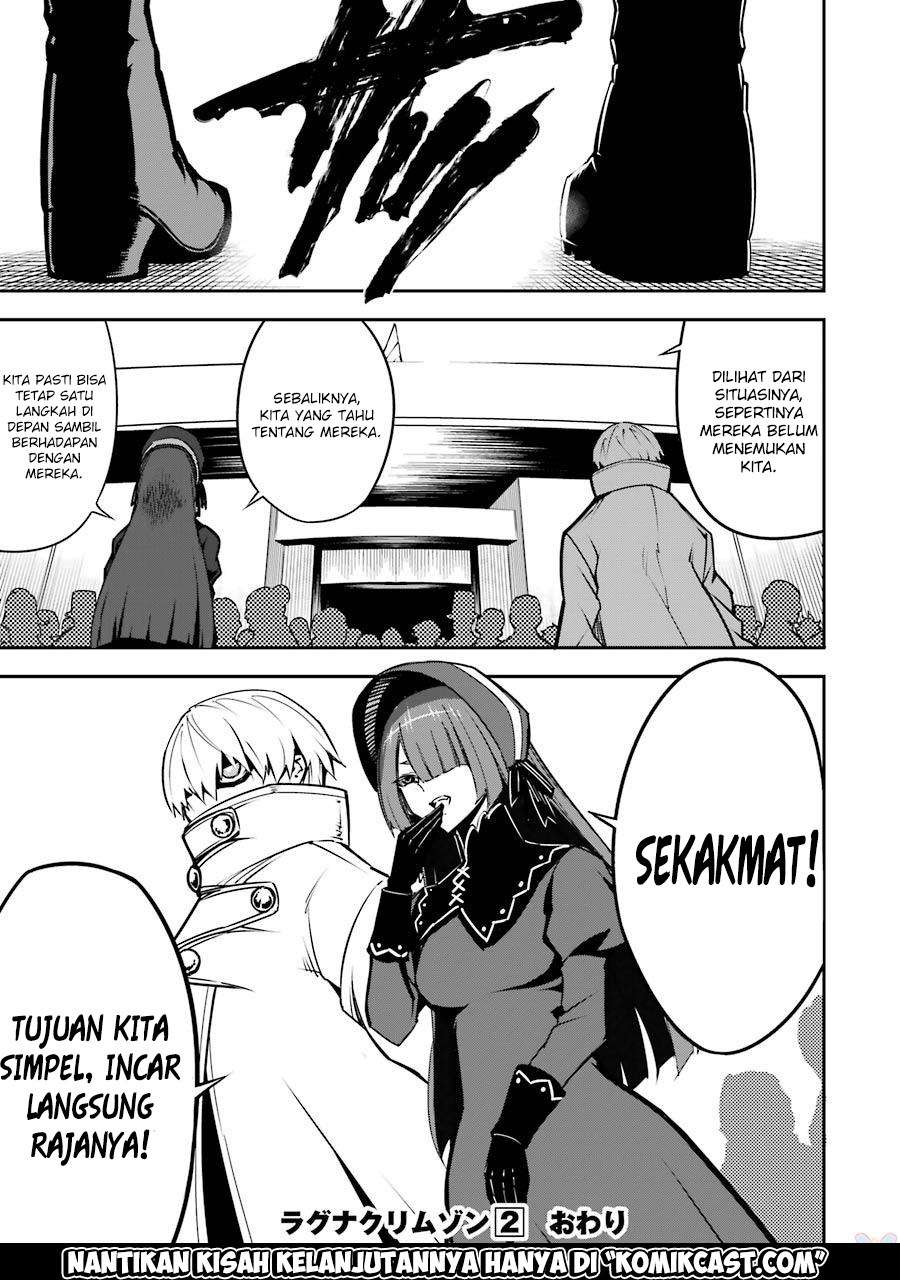 ザッ
DILIHAT DARI
SITUASINYA,
SEPERTINYA
MEREKA BELUM
MENEMUKAN
KITA.
SEBALIKNYA,
KITA YANG TAHU
TENTANG MEREKA.
KITA PASTI BISA
TETAP SATU
LANGKAH DI
DEPAN SAMBIL
BERHADAPAN
DENGAN
MEREKA.
SEKAKMAT!
TUJUAN KITA
SIMPEL, INCAR
LANGSUNG
RAJANYA!
ラグナクリムゾン 2 おわり
NANTIKAN KISAH KELANJUTANNYA HANYA DI "KOMIKCAST.COM"